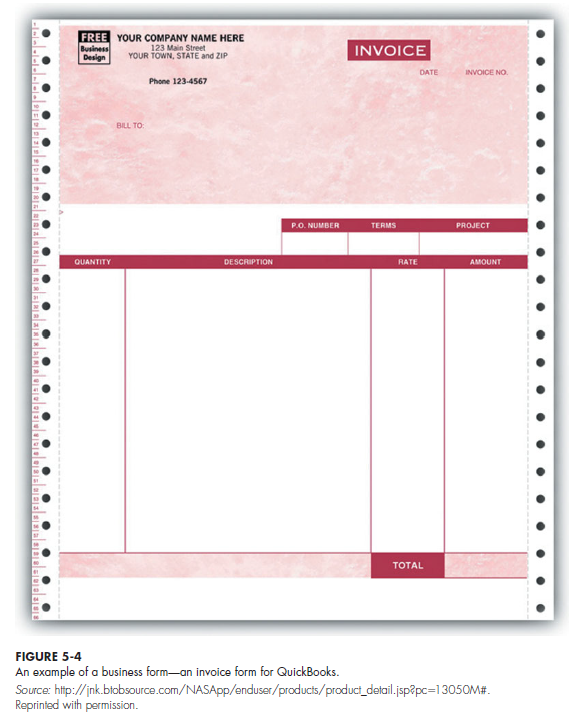 FREE
Business
Design
YOUR COMPANY NAME HERE
123 Main Street
YOUR TOWN, STATE and ZIP
Phone 123-4567
INVOICE
DATE INVOICE NO.
BILL TO:
P.O. NUMBER TERMS PROJECT
QUANTITY DESCRIPTION RATE AMOUNT
TOTAL
FIGURE 5-4
An example of a business form—an invoice form for QuickBooks.
Source: http://jnk.btobsource.com/NASApp/enduser/products/product_detail.jsp?pc=13050M#.
Reprinted with permission.